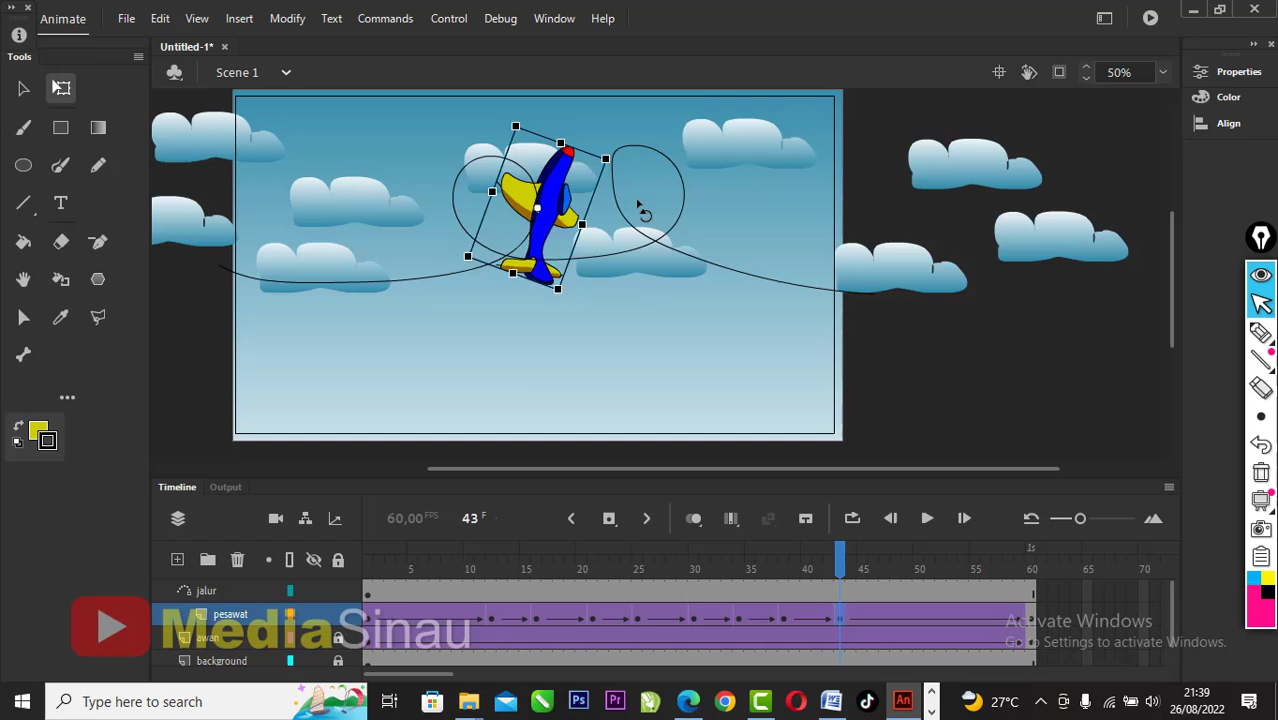 Animate File Edit View Insert Modify Text Commands Control Debug Window Help
Tools
Untitled-1* ×
Scene 1
50%
Properties
Color
Align
Timeline Output
60,00 FPS 43 F
1s
5 10 15 20 25 30 35 40 45 50 55 60 65 70
jalur
pesawat
awan
background
MediaSinau
Activate Windows
Go to Settings to activate Windows.
Type here to search
27°C
21:39
26/08/2022